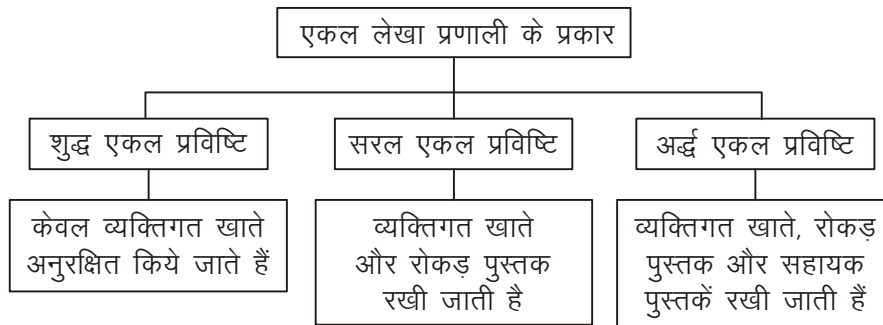 एकल लेखा प्रणाली के प्रकार
शुद्ध एकल प्रविष्टि
सरल एकल प्रविष्टि
अर्द्ध एकल प्रविष्टि
केवल व्यक्तिगत खाते
अनुरक्षित किये जाते हैं
व्यक्तिगत खाते
और रोकड़ पुस्तक
रखी जाती है
व्यक्तिगत खाते, रोकड़
पुस्तक और सहायक
पुस्तकें रखी जाती हैं